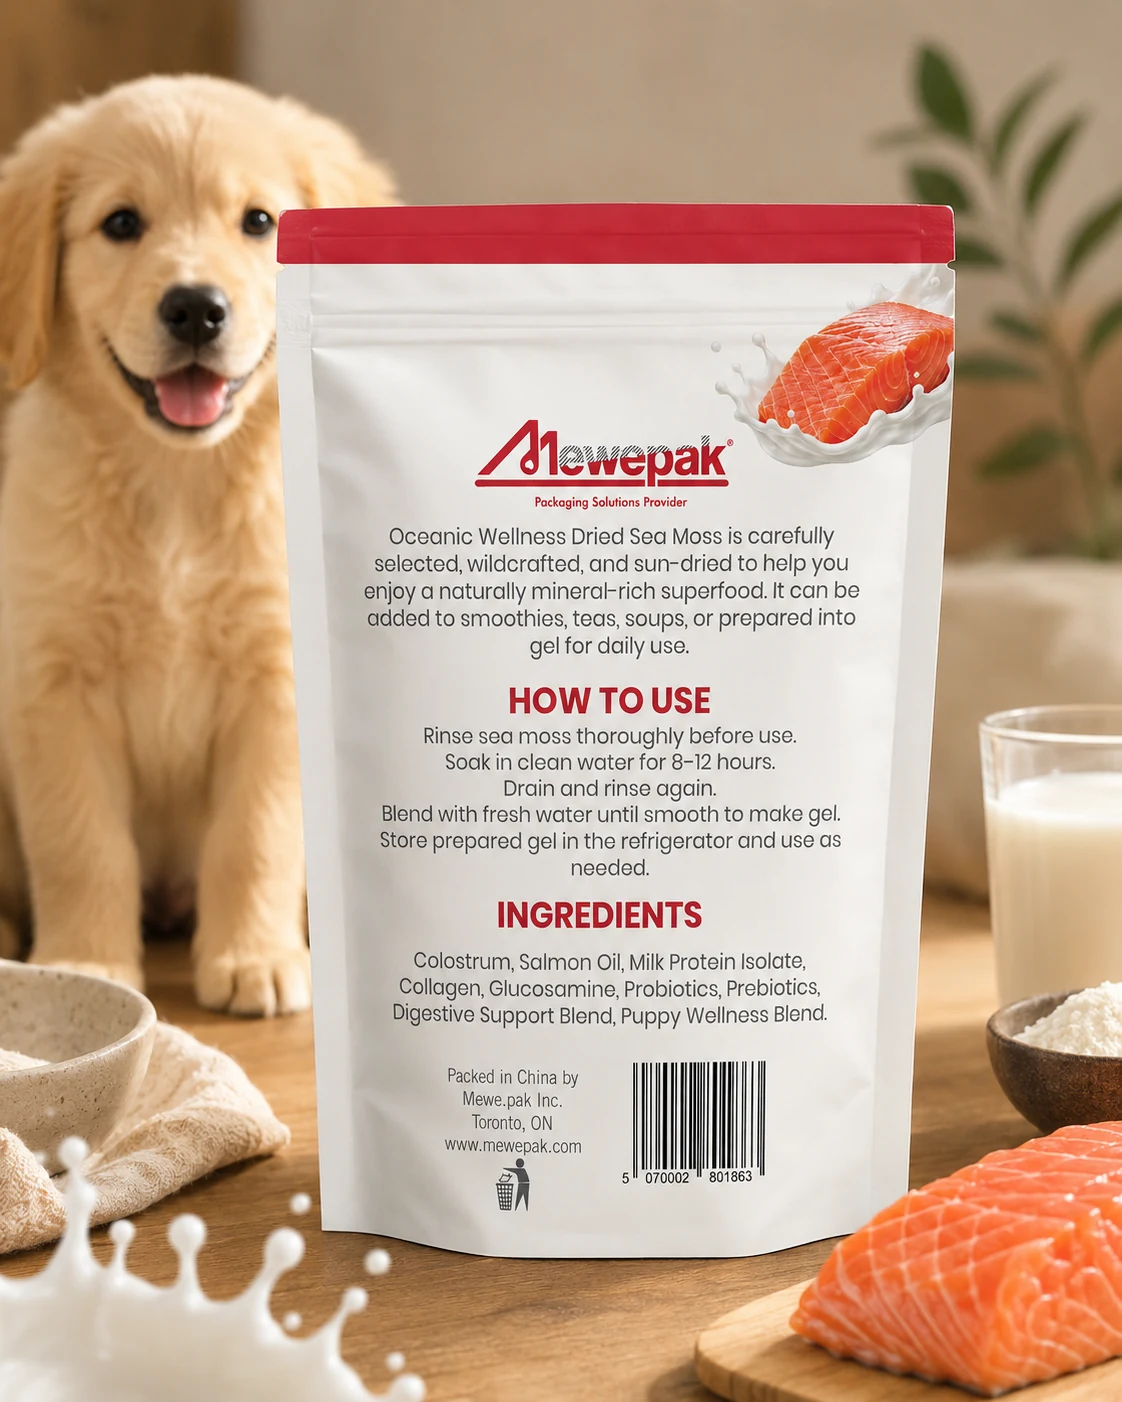 Mewepak®
Packaging Solutions Provider
Oceanic Wellness Dried Sea Moss is carefully
selected, wildcrafted, and sun-dried to help you
enjoy a naturally mineral-rich superfood. It can be
added to smoothies, teas, soups, or prepared into
gel for daily use.
HOW TO USE
Rinse sea moss thoroughly before use.
Soak in clean water for 8-12 hours.
Drain and rinse again.
Blend with fresh water until smooth to make gel.
Store prepared gel in the refrigerator and use as
needed.
INGREDIENTS
Colostrum, Salmon Oil, Milk Protein Isolate,
Collagen, Glucosamine, Probiotics, Prebiotics,
Digestive Support Blend, Puppy Wellness Blend.
Packed in China by
Mewe.pak Inc.
Toronto, ON
www.mewepak.com
5 070002 801863